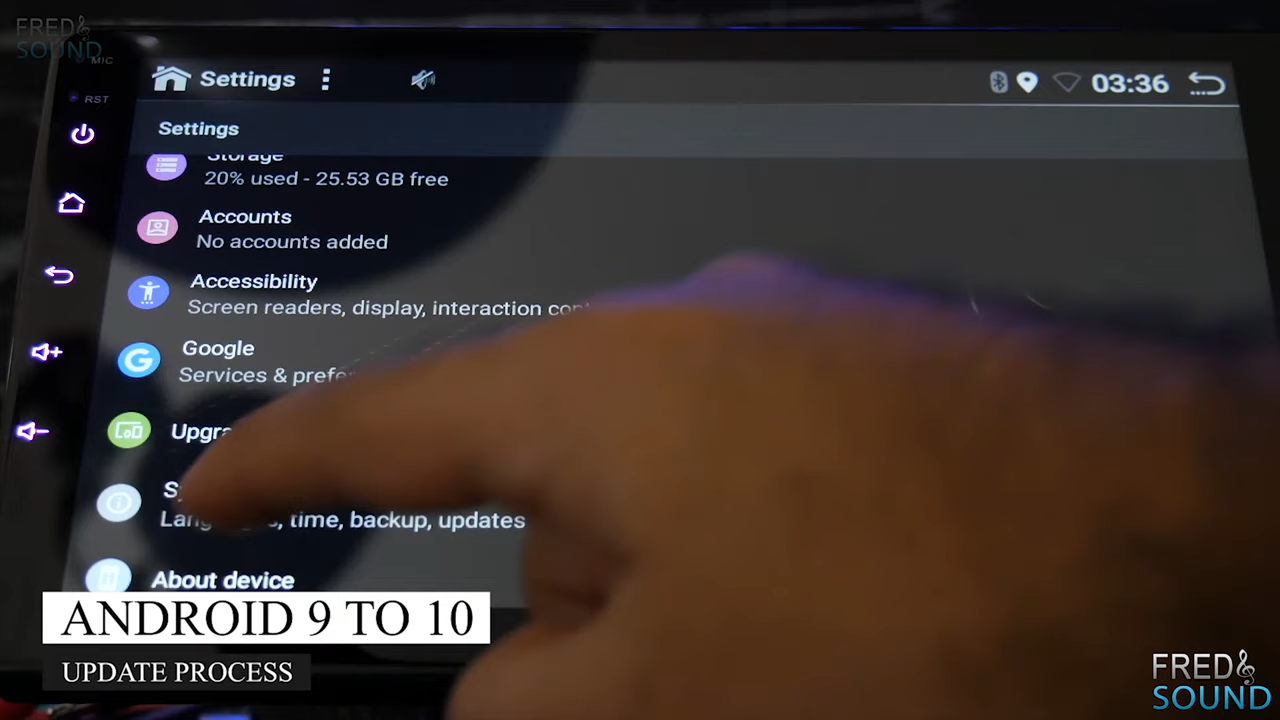 FRED
SOUND
MIC
RST
Settings
03:36
Settings
Storage
20% used - 25.53 GB free
Accounts
No accounts added
Accessibility
Screen readers, display, interaction
Google
Services &
time, backup, updates
About device
ANDROID 9 TO 10
UPDATE PROCESS
FRED
SOUND